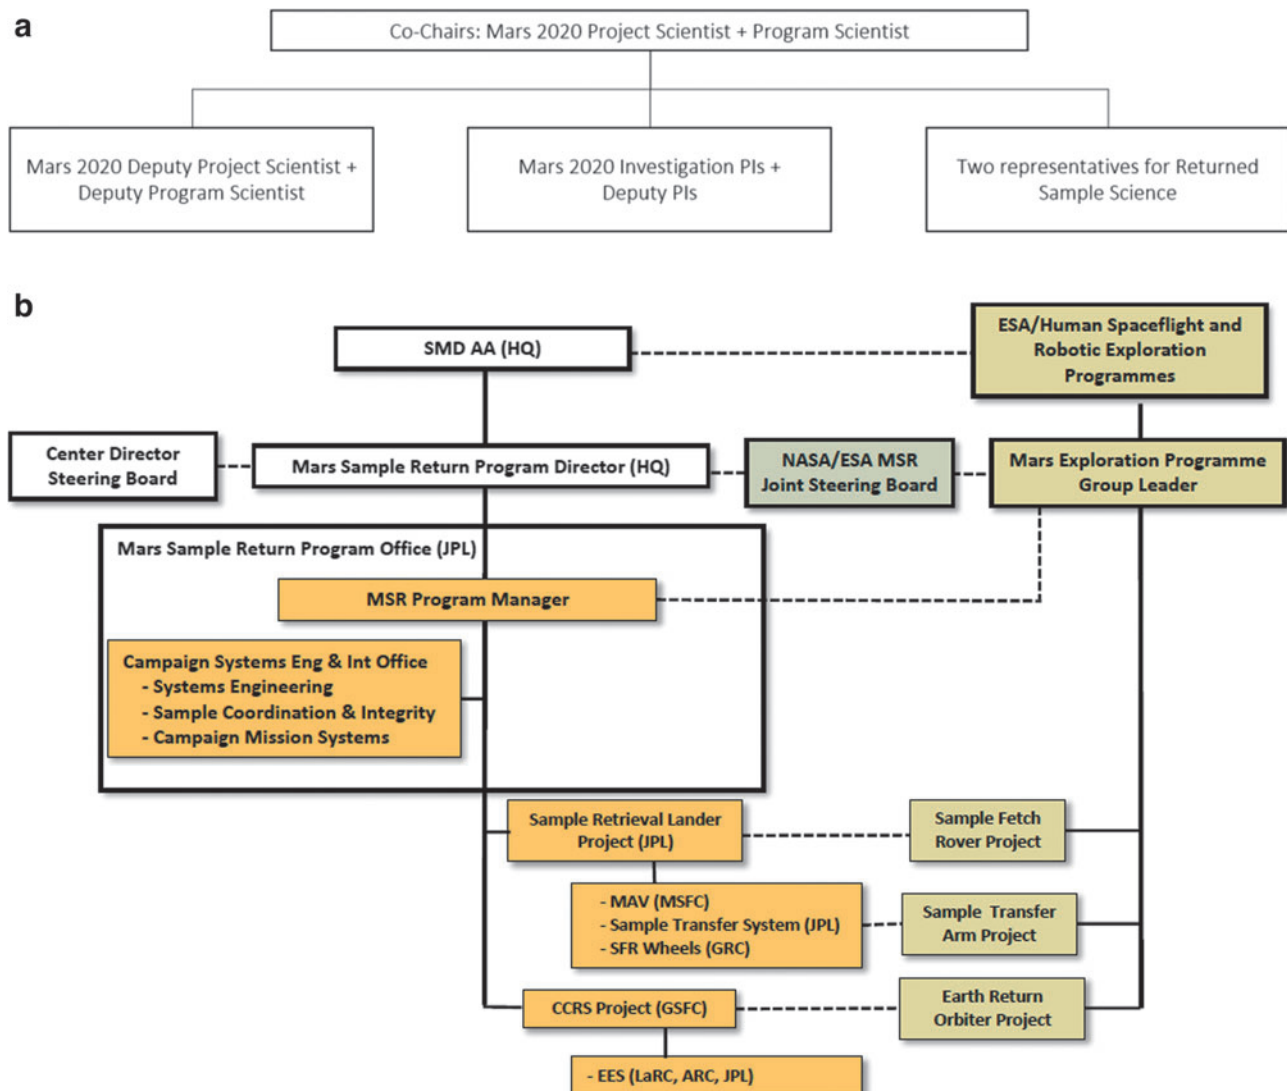 a
Co-Chairs: Mars 2020 Project Scientist + Program Scientist
Mars 2020 Deputy Project Scientist +
Deputy Program Scientist
Mars 2020 Investigation PIs +
Deputy PIs
Two representatives for Returned
Sample Science
b
SMD AA (HQ)
ESA/Human Spaceflight and
Robotic Exploration
Programmes
Center Director
Steering Board
Mars Sample Return Program Director (HQ)
NASA/ESA MSR
Joint Steering Board
Mars Exploration Programme
Group Leader
Mars Sample Return Program Office (JPL)
MSR Program Manager
Campaign Systems Eng & Int Office
- Systems Engineering
- Sample Coordination & Integrity
- Campaign Mission Systems
Sample Retrieval Lander
Project (JPL)
Sample Fetch
Rover Project
- MAV (MSFC)
- Sample Transfer System (JPL)
- SFR Wheels (GRC)
Sample Transfer
Arm Project
CCRS Project (GSFC)
Earth Return
Orbiter Project
- EES (LaRC, ARC, JPL)